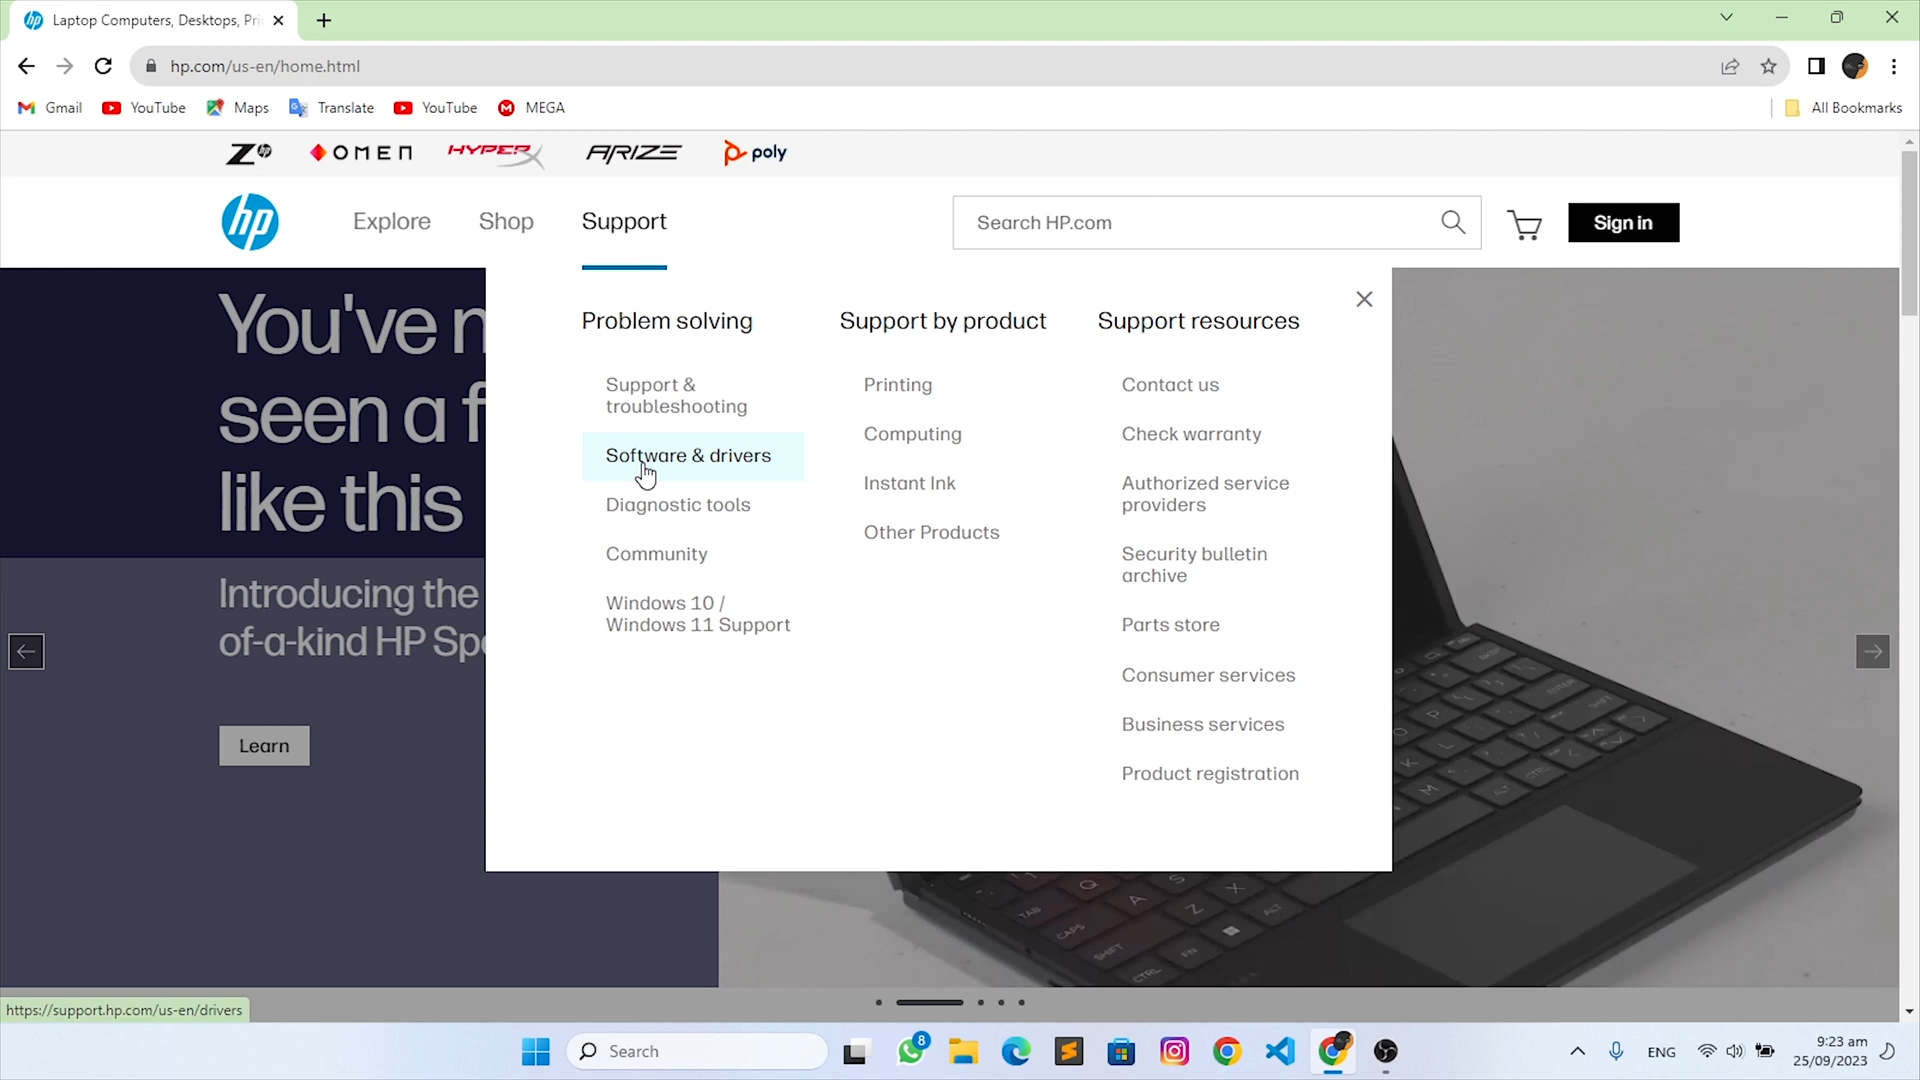 Laptop Computers, Desktops, Pri
hp.com/us-en/home.html
Gmail YouTube Maps Translate YouTube MEGA All Bookmarks
Z hp OMEN HYPERX ARIZE poly
hp Explore Shop Support Search HP.com Sign in
You've n
seen a f
like this
Introducing the
of-a-kind HP Spe
Learn
Problem solving
Support &
troubleshooting
Software & drivers
Diagnostic tools
Community
Windows 10 /
Windows 11 Support
Support by product
Printing
Computing
Instant Ink
Other Products
Support resources
Contact us
Check warranty
Authorized service
providers
Security bulletin
archive
Parts store
Consumer services
Business services
Product registration
https://support.hp.com/us-en/drivers
Search
8
ENG
9:23 am
25/09/2023